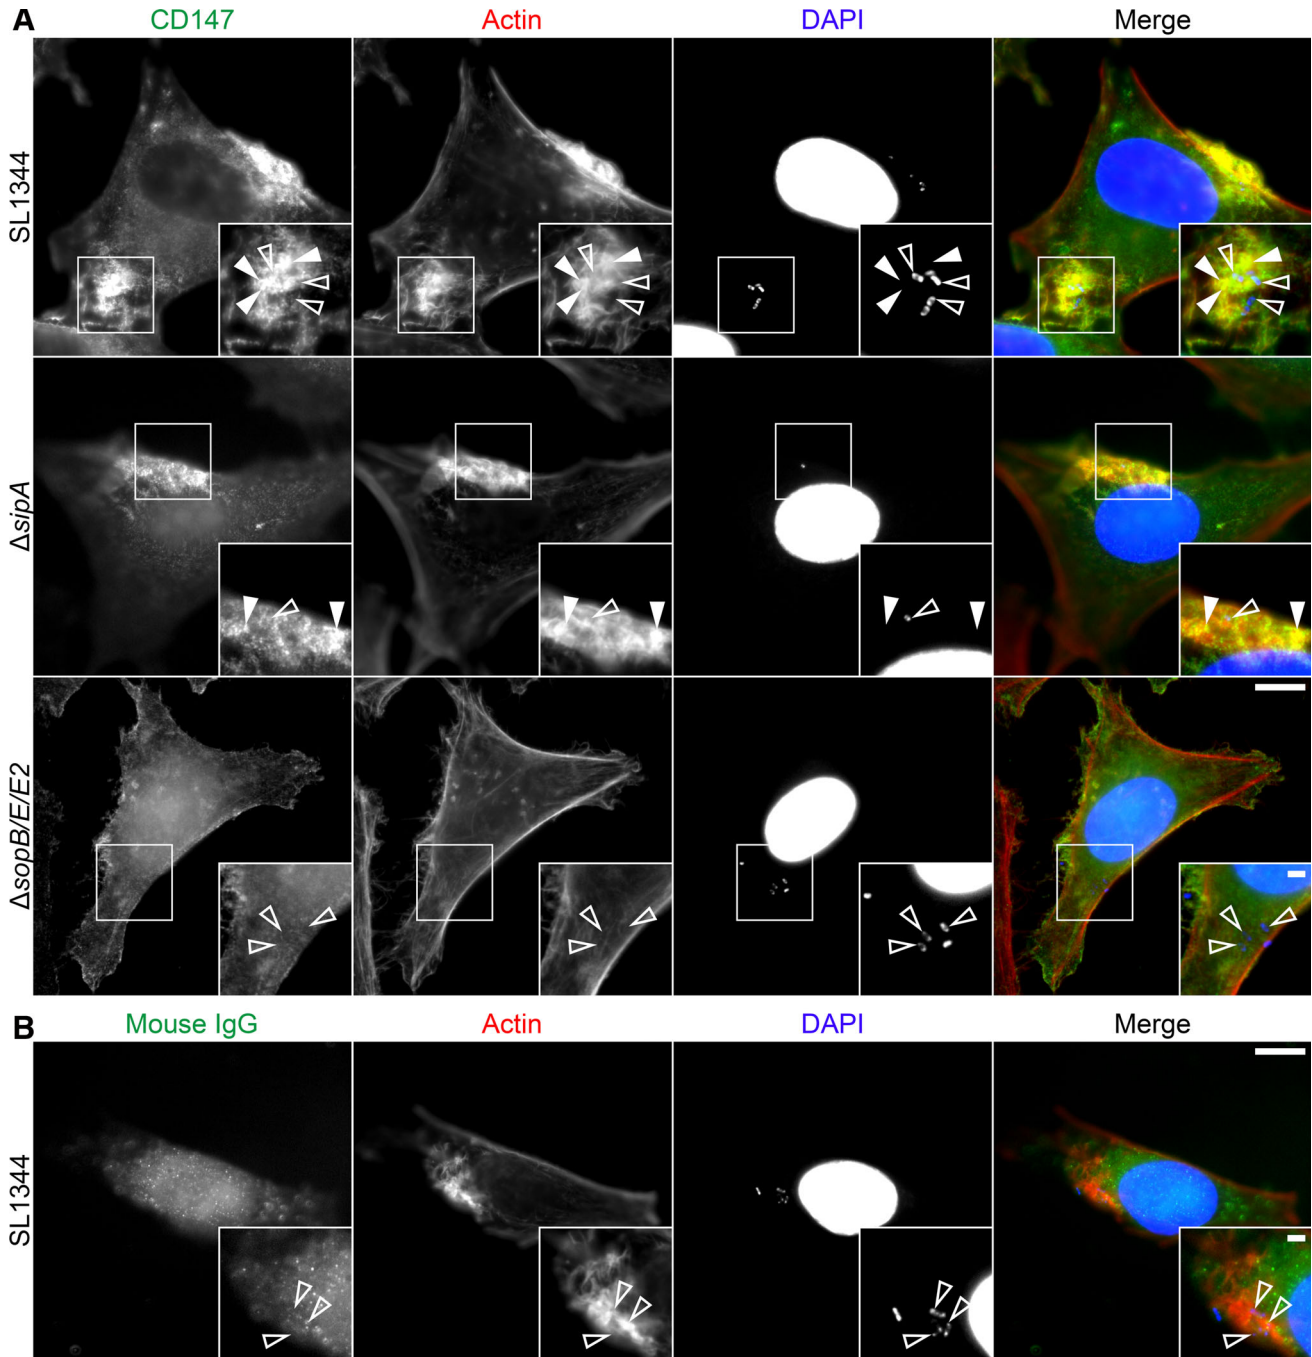 A CD147 Actin DAPI Merge
SL1344
ΔsipA
ΔsopB/E/E2
B Mouse IgG Actin DAPI Merge
SL1344